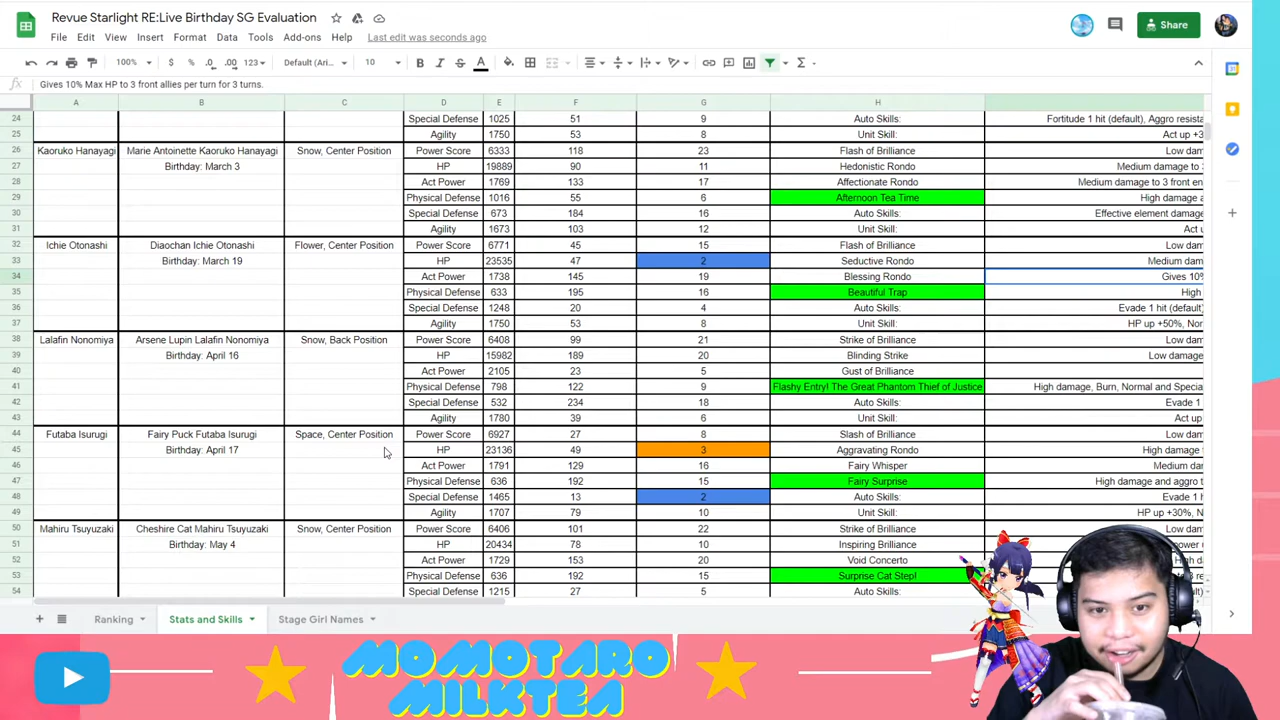 Revue Starlight RE:Live Birthday SG Evaluation
File Edit View Insert Format Data Tools Add-ons Help Last edit was seconds ago
Share
100% $ % .0 .00 123 Default (Ari... 10
Gives 10% Max HP to 3 front allies per turn for 3 turns.
A B C D E F G H
24 Special Defense 1025 51 9 Auto Skills: Fortitude 1 hit (default), Aggro resista
25 Agility 1750 53 8 Unit Skill: Act up +3
26 Kaoruko Hanayagi Marie Antoinette Kaoruko Hanayagi Snow, Center Position Power Score 6333 118 23 Flash of Brilliance Low dam
27 Birthday: March 3 HP 19889 90 11 Hedonistic Rondo Medium damage to 3
28 Act Power 1769 133 17 Affectionate Rondo Medium damage to 3 front en
29 Physical Defense 1016 55 6 Afternoon Tea Time High damage a
30 Special Defense 673 184 16 Auto Skills: Effective element damage
31 Agility 1673 103 12 Unit Skill: Act u
32 Ichie Otonashi Diaochan Ichie Otonashi Flower, Center Position Power Score 6771 45 15 Flash of Brilliance Low dam
33 Birthday: March 19 HP 23535 47 2 Seductive Rondo Medium dam
34 Act Power 1738 145 19 Blessing Rondo Gives 10%
35 Physical Defense 633 195 16 Beautiful Trap High
36 Special Defense 1248 20 4 Auto Skills: Evade 1 hit (default)
37 Agility 1750 53 8 Unit Skill: HP up +50%, Nor
38 Lalafin Nonomiya Arsene Lupin Lalafin Nonomiya Snow, Back Position Power Score 6408 99 21 Strike of Brilliance Low dam
39 Birthday: April 16 HP 15982 189 20 Blinding Strike Low damage
40 Act Power 2105 23 5 Gust of Brilliance
41 Physical Defense 798 122 9 Flashy Entry! The Great Phantom Thief of Justice High damage, Burn, Normal and Specia
42 Special Defense 532 234 18 Auto Skills: Evade 1
43 Agility 1780 39 6 Unit Skill: Act up
44 Futaba Isurugi Fairy Puck Futaba Isurugi Space, Center Position Power Score 6927 27 8 Slash of Brilliance Low dam
45 Birthday: April 17 HP 23136 49 3 Aggravating Rondo High damage
46 Act Power 1791 129 16 Fairy Whisper Medium dam
47 Physical Defense 636 192 15 Fairy Surprise High damage and aggro
48 Special Defense 1465 13 2 Auto Skills: Evade 1 h
49 Agility 1707 79 10 Unit Skill: HP up +30%, N
50 Mahiru Tsuyuzaki Cheshire Cat Mahiru Tsuyuzaki Snow, Center Position Power Score 6406 101 22 Strike of Brilliance Low dam
51 Birthday: May 4 HP 20434 78 10 Inspiring Brilliance
52 Act Power 1729 153 20 Void Concerto
53 Physical Defense 636 192 15 Surprise Cat Step!
54 Special Defense 1215 27 5 Auto Skills:
Ranking Stats and Skills Stage Girl Names
MOMOTARO
MILKTEA